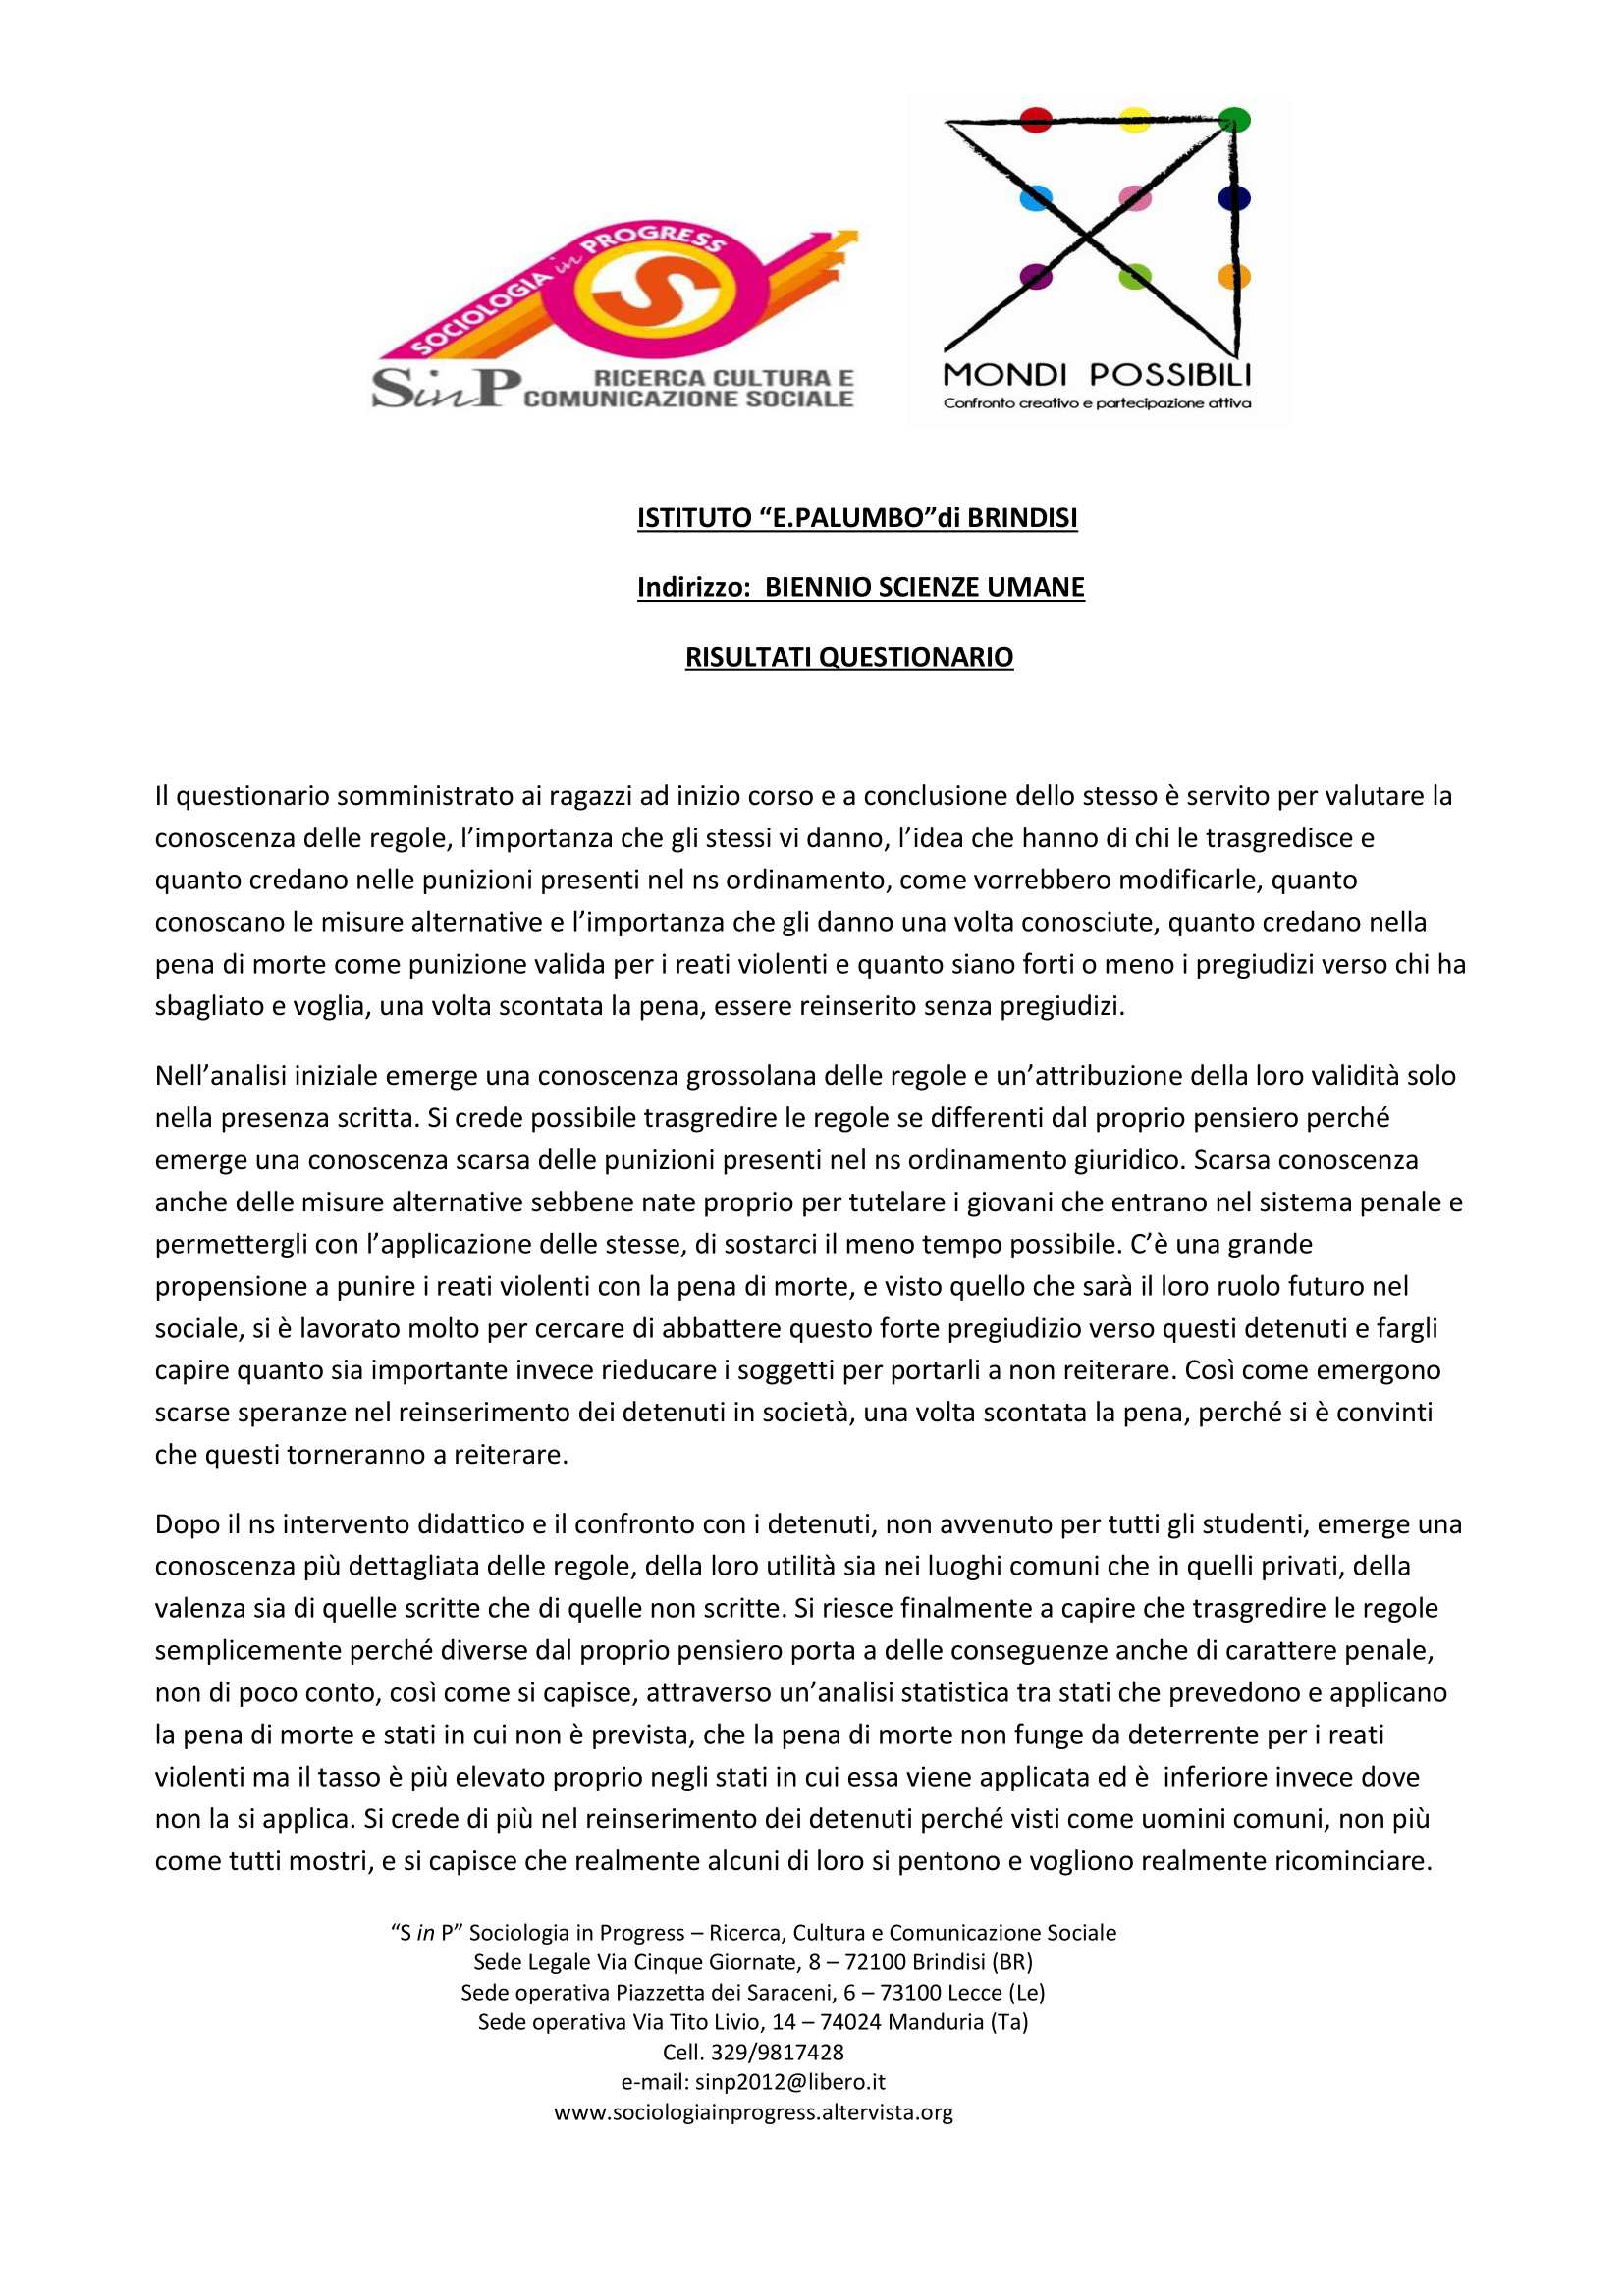 SOCIOLOGIA in PROGRESS
S
SinP RICERCA CULTURA E
COMUNICAZIONE SOCIALE
MONDI POSSIBILI
Confronto creativo e partecipazione attiva
ISTITUTO “E.PALUMBO”di BRINDISI
Indirizzo:  BIENNIO SCIENZE UMANE
RISULTATI QUESTIONARIO
Il questionario somministrato ai ragazzi ad inizio corso e a conclusione dello stesso è servito per valutare la
conoscenza delle regole, l’importanza che gli stessi vi danno, l’idea che hanno di chi le trasgredisce e
quanto credano nelle punizioni presenti nel ns ordinamento, come vorrebbero modificarle, quanto
conoscano le misure alternative e l’importanza che gli danno una volta conosciute, quanto credano nella
pena di morte come punizione valida per i reati violenti e quanto siano forti o meno i pregiudizi verso chi ha
sbagliato e voglia, una volta scontata la pena, essere reinserito senza pregiudizi.
Nell’analisi iniziale emerge una conoscenza grossolana delle regole e un’attribuzione della loro validità solo
nella presenza scritta. Si crede possibile trasgredire le regole se differenti dal proprio pensiero perché
emerge una conoscenza scarsa delle punizioni presenti nel ns ordinamento giuridico. Scarsa conoscenza
anche delle misure alternative sebbene nate proprio per tutelare i giovani che entrano nel sistema penale e
permettergli con l’applicazione delle stesse, di sostarci il meno tempo possibile. C’è una grande
propensione a punire i reati violenti con la pena di morte, e visto quello che sarà il loro ruolo futuro nel
sociale, si è lavorato molto per cercare di abbattere questo forte pregiudizio verso questi detenuti e fargli
capire quanto sia importante invece rieducare i soggetti per portarli a non reiterare. Così come emergono
scarse speranze nel reinserimento dei detenuti in società, una volta scontata la pena, perché si è convinti
che questi torneranno a reiterare.
Dopo il ns intervento didattico e il confronto con i detenuti, non avvenuto per tutti gli studenti, emerge una
conoscenza più dettagliata delle regole, della loro utilità sia nei luoghi comuni che in quelli privati, della
valenza sia di quelle scritte che di quelle non scritte. Si riesce finalmente a capire che trasgredire le regole
semplicemente perché diverse dal proprio pensiero porta a delle conseguenze anche di carattere penale,
non di poco conto, così come si capisce, attraverso un’analisi statistica tra stati che prevedono e applicano
la pena di morte e stati in cui non è prevista, che la pena di morte non funge da deterrente per i reati
violenti ma il tasso è più elevato proprio negli stati in cui essa viene applicata ed è  inferiore invece dove
non la si applica. Si crede di più nel reinserimento dei detenuti perché visti come uomini comuni, non più
come tutti mostri, e si capisce che realmente alcuni di loro si pentono e vogliono realmente ricominciare.
“S in P” Sociologia in Progress – Ricerca, Cultura e Comunicazione Sociale
Sede Legale Via Cinque Giornate, 8 – 72100 Brindisi (BR)
Sede operativa Piazzetta dei Saraceni, 6 – 73100 Lecce (Le)
Sede operativa Via Tito Livio, 14 – 74024 Manduria (Ta)
Cell. 329/9817428
e-mail: sinp2012@libero.it
www.sociologiainprogress.altervista.org